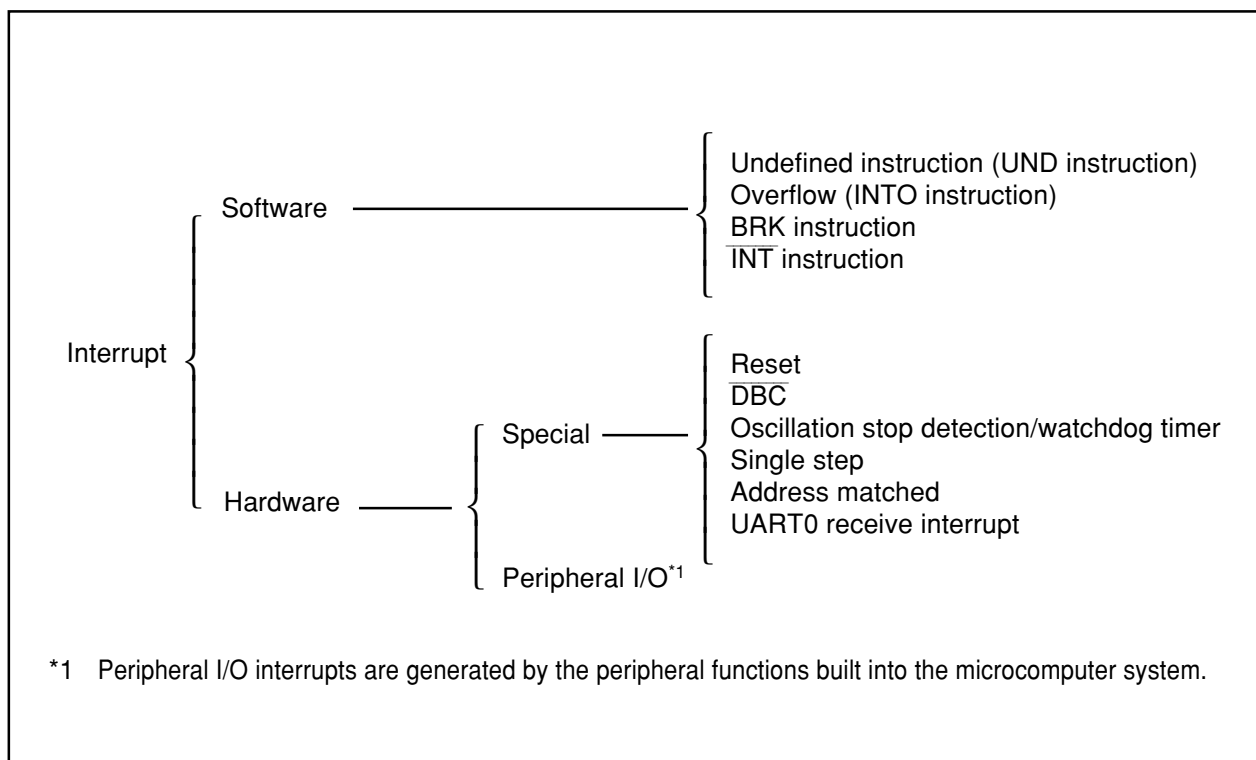 Undefined instruction (UND instruction)
Software
Overflow (INTO instruction)
BRK instruction
INT instruction
Interrupt
Reset
DBC
Special
Oscillation stop detection/watchdog timer
Single step
Hardware
Address matched
UART0 receive interrupt
Peripheral I/O*1
*1 Peripheral I/O interrupts are generated by the peripheral functions built into the microcomputer system.